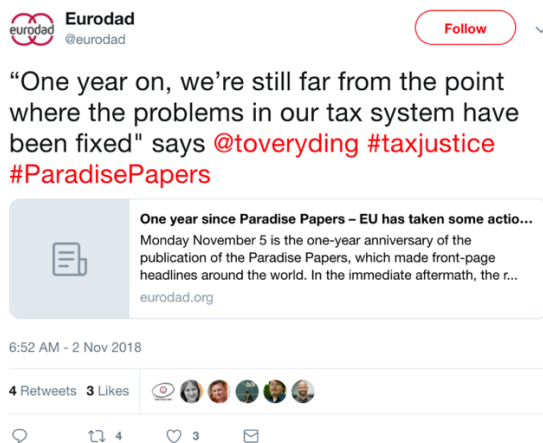 eurodad
Eurodad
@eurodad
Follow
“One year on, we’re still far from the point
where the problems in our tax system have
been fixed" says @toveryding #taxjustice
#ParadisePapers
One year since Paradise Papers – EU has taken some actio...
Monday November 5 is the one-year anniversary of the
publication of the Paradise Papers, which made front-page
headlines around the world. In the immediate aftermath, the r...
eurodad.org
6:52 AM - 2 Nov 2018
4 Retweets 3 Likes
4 3